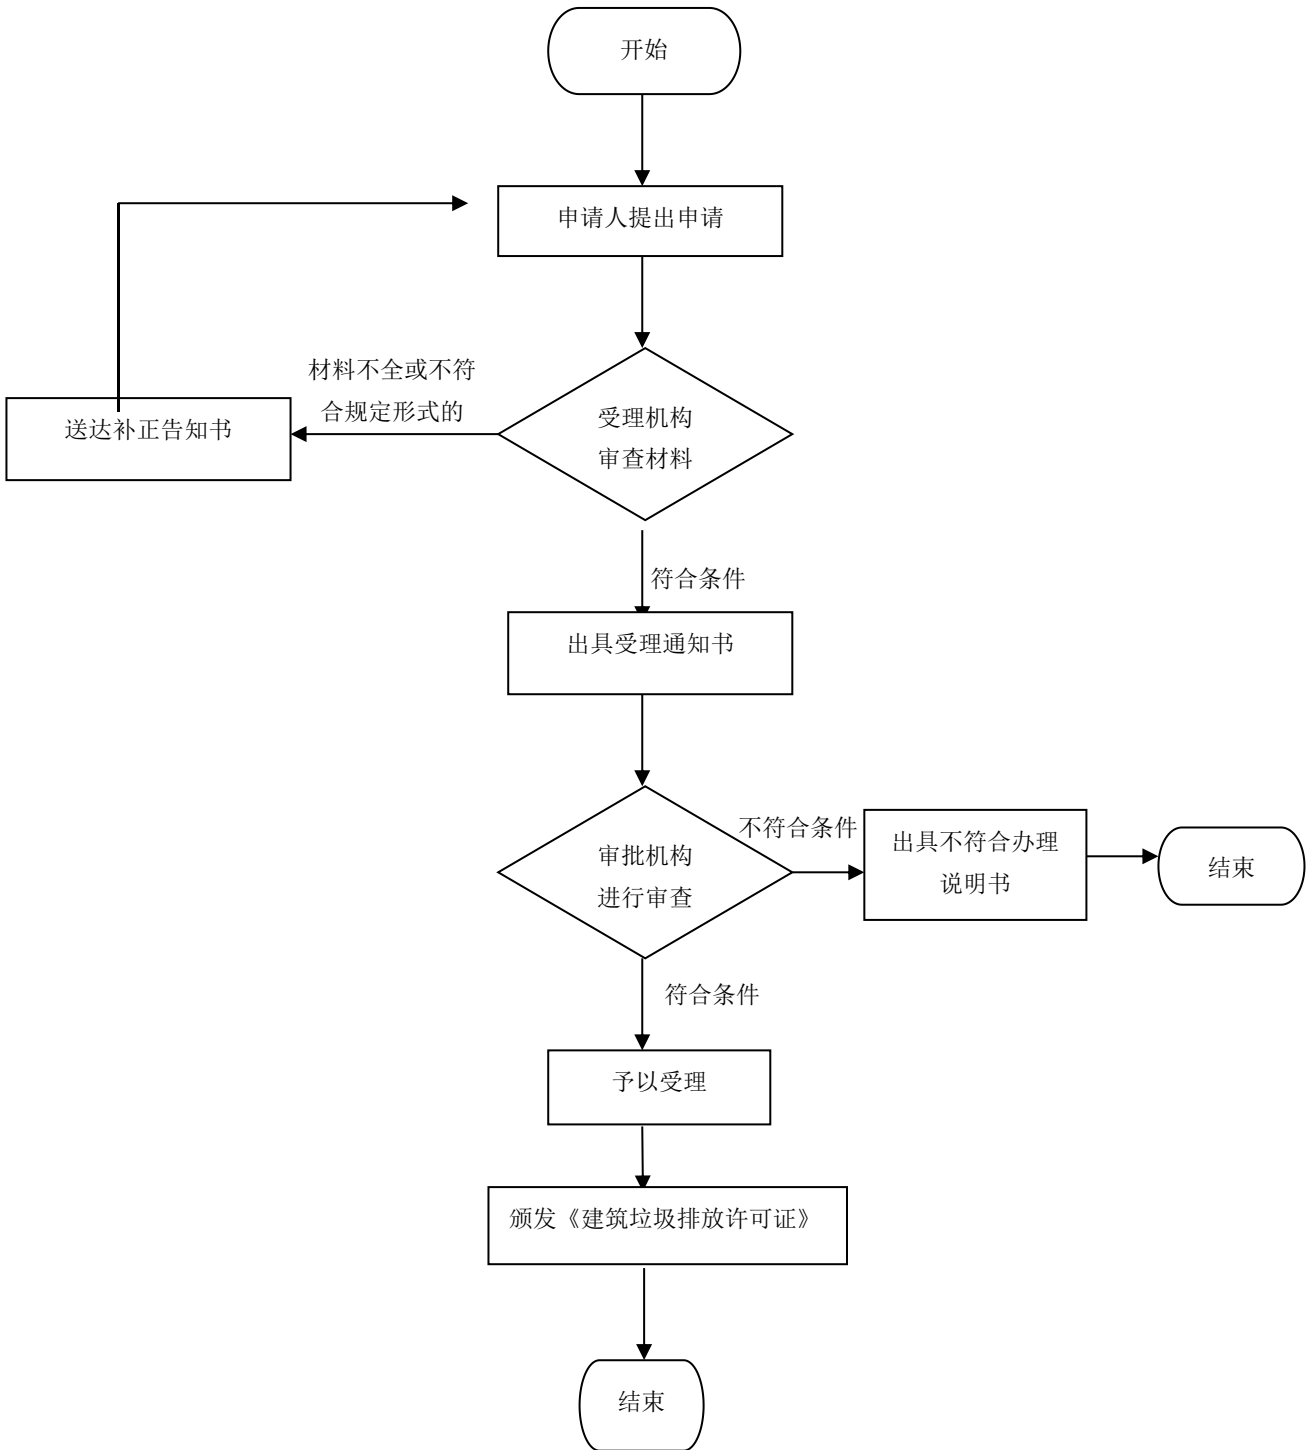 开始
申请人提出申请
材料不全或不符
合规定形式的
送达补正告知书
受理机构
审查材料
符合条件
出具受理通知书
审批机构
进行审查
不符合条件
出具不符合办理
说明书
结束
符合条件
予以受理
颁发《建筑垃圾排放许可证》
结束